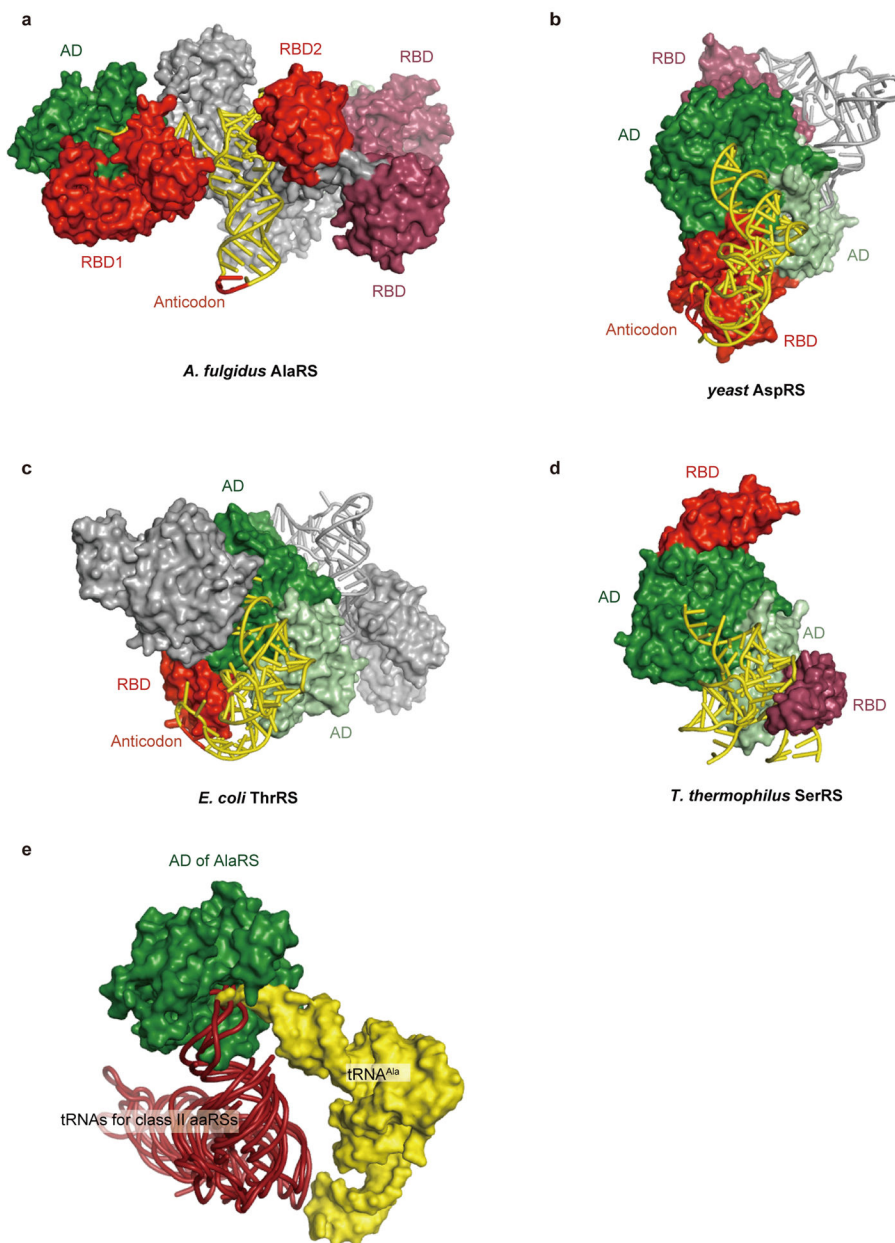 a
AD
RBD2
RBD
RBD1
RBD
Anticodon
A. fulgidus AlaRS
b
RBD
AD
AD
Anticodon
RBD
yeast AspRS
c
AD
RBD
Anticodon
AD
E. coli ThrRS
d
RBD
AD
AD
RBD
T. thermophilus SerRS
e
AD of AlaRS
tRNAᴬˡᵃ
tRNAs for class II aaRSs